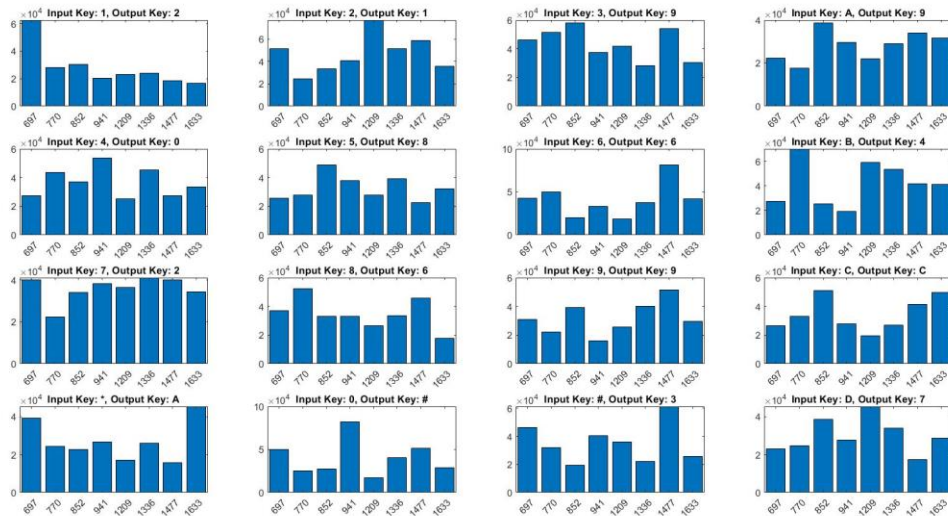 ×10⁴ Input Key: 1, Output Key: 2
6
4
2
0
697 770 852 941 1209 1336 1477 1633
×10⁴ Input Key: 2, Output Key: 1
6
4
2
0
697 770 852 941 1209 1336 1477 1633
×10⁴ Input Key: 3, Output Key: 9
6
4
2
0
697 770 852 941 1209 1336 1477 1633
×10⁴ Input Key: A, Output Key: 9
4
2
0
697 770 852 941 1209 1336 1477 1633
×10⁴ Input Key: 4, Output Key: 0
6
4
2
0
697 770 852 941 1209 1336 1477 1633
×10⁴ Input Key: 5, Output Key: 8
6
4
2
0
697 770 852 941 1209 1336 1477 1633
×10⁴ Input Key: 6, Output Key: 6
10
5
0
697 770 852 941 1209 1336 1477 1633
×10⁴ Input Key: B, Output Key: 4
6
4
2
0
697 770 852 941 1209 1336 1477 1633
×10⁴ Input Key: 7, Output Key: 2
4
2
0
697 770 852 941 1209 1336 1477 1633
×10⁴ Input Key: 8, Output Key: 6
6
4
2
0
697 770 852 941 1209 1336 1477 1633
×10⁴ Input Key: 9, Output Key: 9
6
4
2
0
697 770 852 941 1209 1336 1477 1633
×10⁴ Input Key: C, Output Key: C
6
4
2
0
697 770 852 941 1209 1336 1477 1633
×10⁴ Input Key: *, Output Key: A
4
2
0
697 770 852 941 1209 1336 1477 1633
×10⁴ Input Key: 0, Output Key: #
10
5
0
697 770 852 941 1209 1336 1477 1633
×10⁴ Input Key: #, Output Key: 3
6
4
2
0
697 770 852 941 1209 1336 1477 1633
×10⁴ Input Key: D, Output Key: 7
4
2
0
697 770 852 941 1209 1336 1477 1633